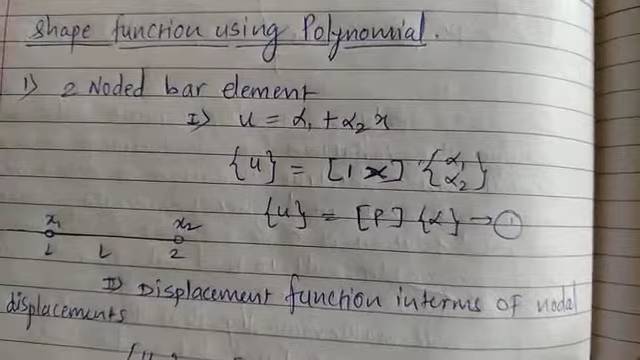 Shape function using Polynomial.
1) 2 Noded bar element
I) u = α₁ + α₂x
{u} = [1 x] {α₁ α₂}
{u} = [P] {α} → ①
x₁ x₂
1 L 2
II) Displacement function interms of nodal
displacements